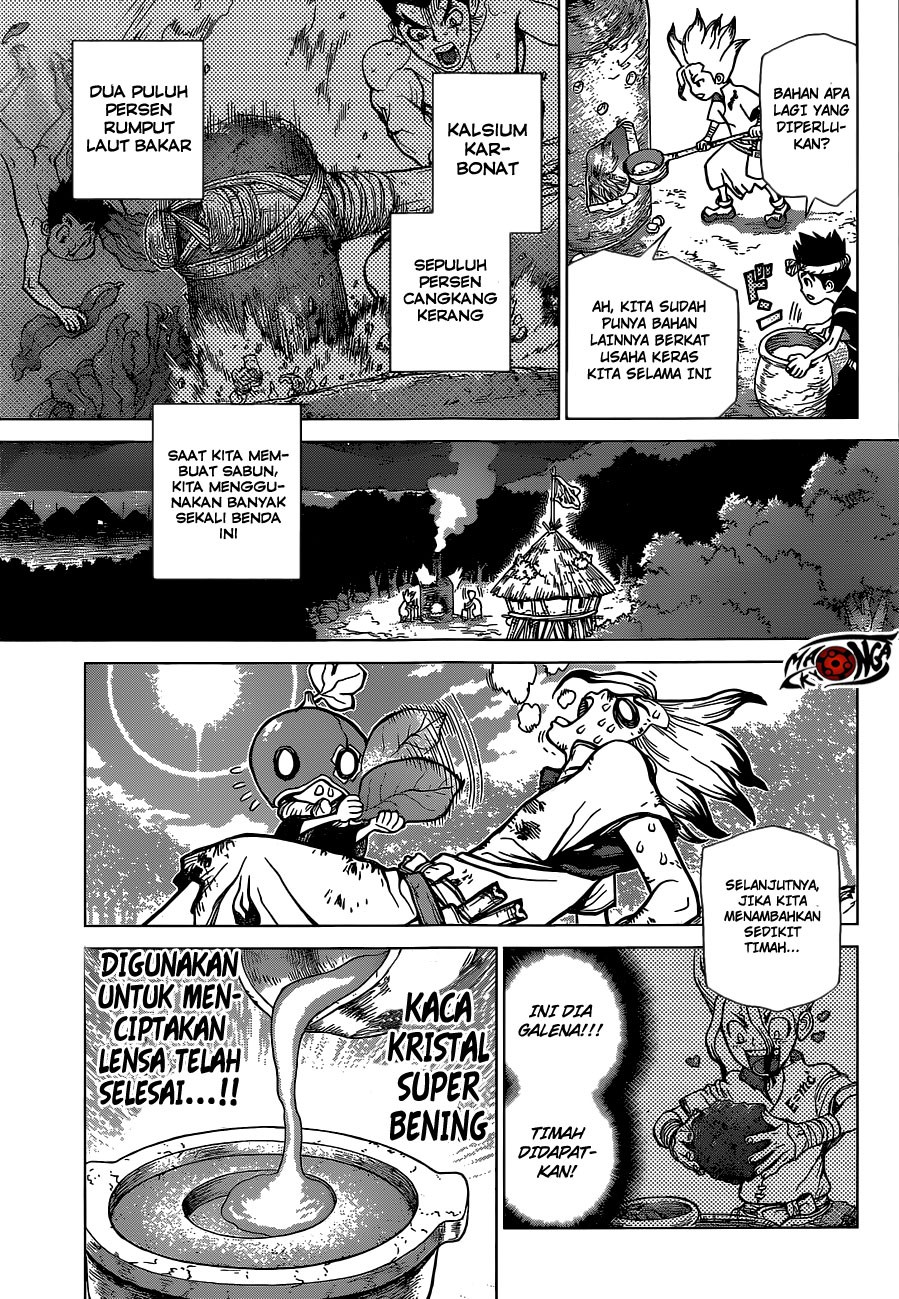 BAHAN APA
LAGI YANG
DIPERLU-
KAN?
AH, KITA SUDAH
PUNYA BAHAN
LAINNYA BERKAT
USAHA KERAS
KITA SELAMA INI
KALSIUM
KAR-
BONAT
SEPULUH
PERSEN
CANGKANG
KERANG
DUA PULUH
PERSEN
RUMPUT
LAUT BAKAR
SAAT KITA MEM-
BUAT SABUN,
KITA MENGGU-
NAKAN BANYAK
SEKALI BENDA
INI
SELANJUTNYA,
JIKA KITA
MENAMBAHKAN
SEDIKIT
TIMAH...
INI DIA
GALENA!!!
TIMAH
DIDAPAT-
KAN!
KACA
KRISTAL
SUPER
BENING
DIGUNAKAN
UNTUK MEN-
CIPTAKAN
LENSA TELAH
SELESAI...!!